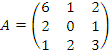 A = (6 1 2
2 0 1
1 2 3)